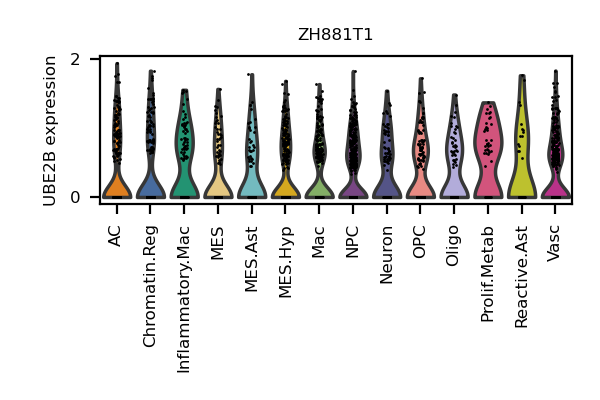 ZH881T1
UBE2B expression
2
0
AC
Chromatin.Reg
Inflammatory.Mac
MES
MES.Ast
MES.Hyp
Mac
NPC
Neuron
OPC
Oligo
Prolif.Metab
Reactive.Ast
Vasc